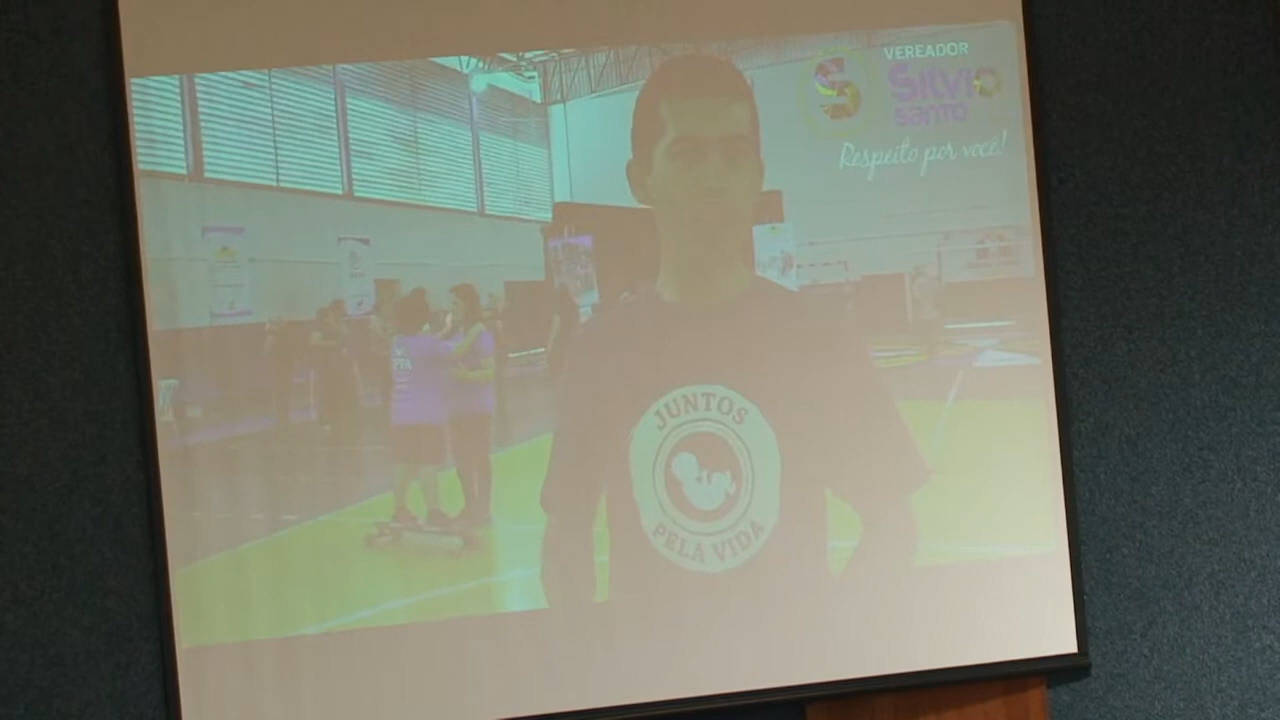 VEREADOR
Silvio
santo
Respeito por você!
JUNTOS
PELA VIDA